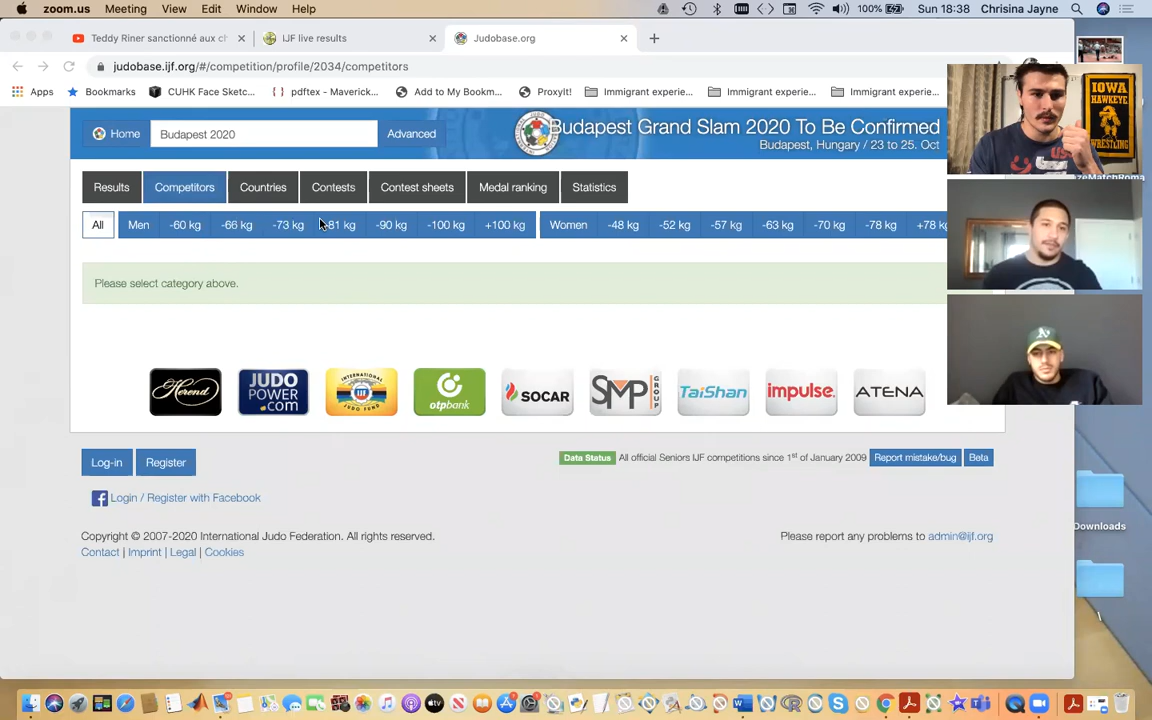 zoom.us Meeting View Edit Window Help 100% Sun 18:38 Chrisina Jayne
Teddy Riner sanctionné aux ch
IJF live results
Judobase.org
judobase.ijf.org/#/competition/profile/2034/competitors
Apps Bookmarks CUHK Face Sketc... pdftex - Maverick... Add to My Bookm... ProxyIt! Immigrant experie... Immigrant experie... Immigrant experie...
Home Budapest 2020 Advanced
Budapest Grand Slam 2020 To Be Confirmed
Budapest, Hungary / 23 to 25. Oct
Results Competitors Countries Contests Contest sheets Medal ranking Statistics
All Men -60 kg -66 kg -73 kg -81 kg -90 kg -100 kg +100 kg Women -48 kg -52 kg -57 kg -63 kg -70 kg -78 kg +78 kg
Please select category above.
Herend
JUDO POWER.COM
INTERNATIONAL JUDO FUND
otpbank
SOCAR
SMP GROUP
TaiShan
impulse.
ATENA
Log-in Register
Data Status All official Seniors IJF competitions since 1st of January 2009 Report mistake/bug Beta
Login / Register with Facebook
Copyright © 2007-2020 International Judo Federation. All rights reserved.
Please report any problems to admin@ijf.org
Contact | Imprint | Legal | Cookies
IOWA
HAWKEYE
WRESTLING
Downloads